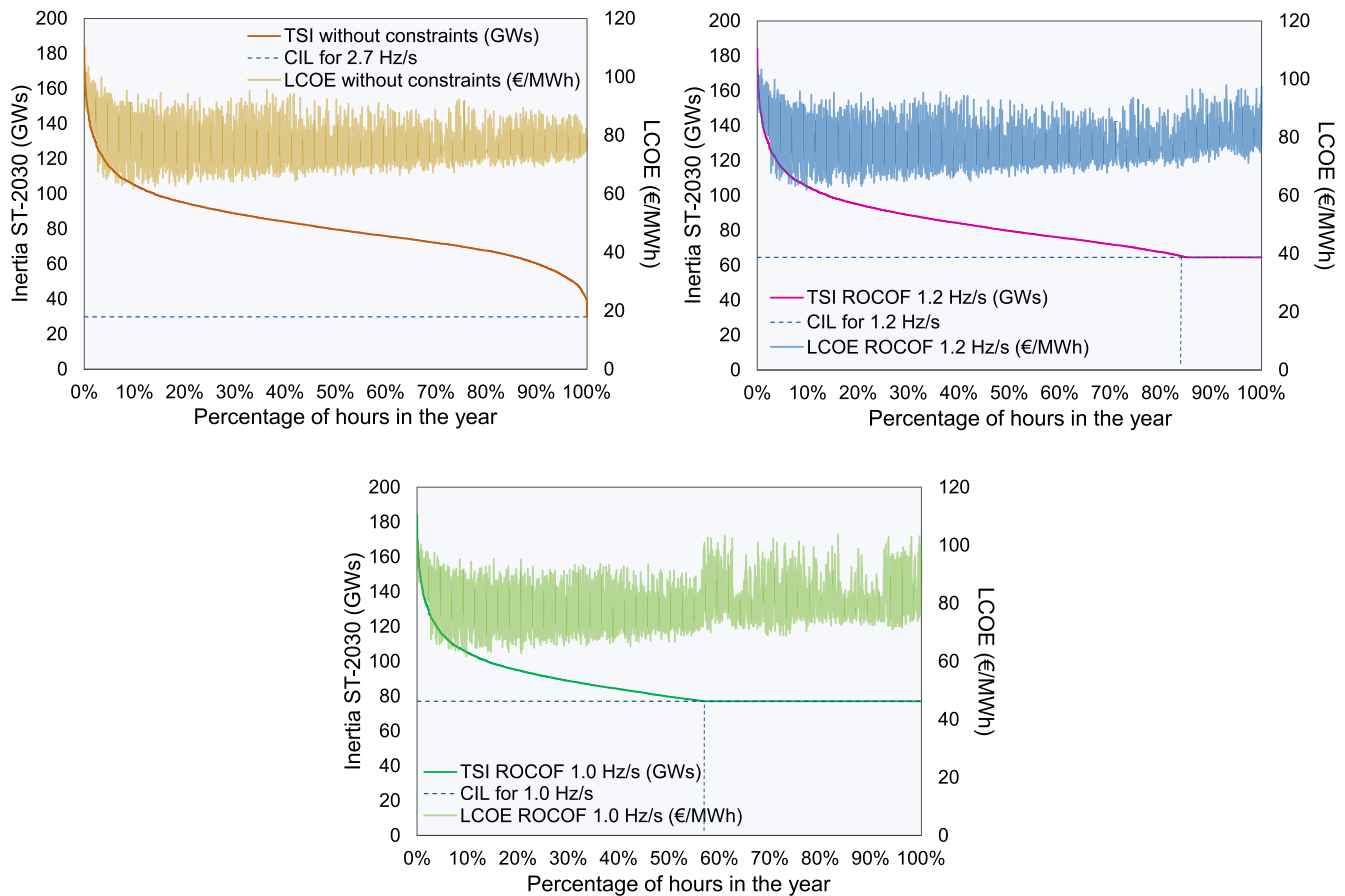 200
180
160
140
120
100
80
60
40
20
0
Inertia ST-2030 (GWs)
TSI without constraints (GWs)
CIL for 2.7 Hz/s
LCOE without constraints (€/MWh)
120
100
80
60
40
20
0
LCOE (€/MWh)
0% 10% 20% 30% 40% 50% 60% 70% 80% 90% 100%
Percentage of hours in the year
200
180
160
140
120
100
80
60
40
20
0
Inertia ST-2030 (GWs)
TSI ROCOF 1.2 Hz/s (GWs)
CIL for 1.2 Hz/s
LCOE ROCOF 1.2 Hz/s (€/MWh)
120
100
80
60
40
20
0
LCOE (€/MWh)
0% 10% 20% 30% 40% 50% 60% 70% 80% 90% 100%
Percentage of hours in the year
200
180
160
140
120
100
80
60
40
20
0
Inertia ST-2030 (GWs)
TSI ROCOF 1.0 Hz/s (GWs)
CIL for 1.0 Hz/s
LCOE ROCOF 1.0 Hz/s (€/MWh)
120
100
80
60
40
20
0
LCOE (€/MWh)
0% 10% 20% 30% 40% 50% 60% 70% 80% 90% 100%
Percentage of hours in the year